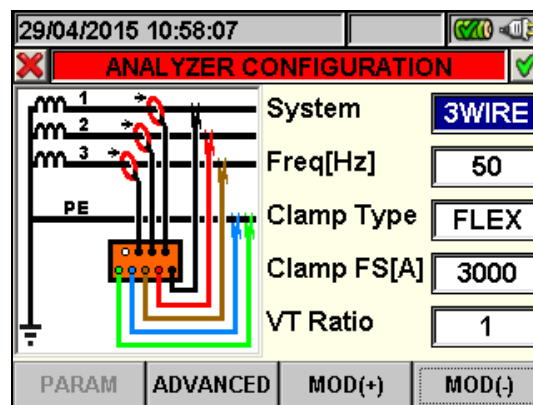 29/04/2015 10:58:07
ANALYZER CONFIGURATION
1
2
3
PE
System 3WIRE
Freq[Hz] 50
Clamp Type FLEX
Clamp FS[A] 3000
VT Ratio 1
PARAM ADVANCED MOD(+) MOD(-)